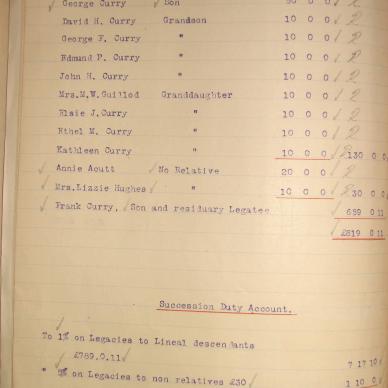 George Curry Son 50 0 0
David H. Curry Grandson 10 0 0
George F. Curry " 10 0 0
Edmund P. Curry " 10 0 0
John H. Curry " 10 0 0
Mrs.M.W.Guillod Granddaughter 10 0 0
Elsie J.Curry " 10 0 0
Ethel M. Curry " 10 0 0
Kathleen Curry " 10 0 0 130 0 0
Annie Acutt No Relative 20 0 0
Mrs.Lizzie Hughes " 10 0 0 30 0 0
Frank Curry, Son and residuary Legatee 659 0 11
£819 0 11
Succession Duty Account.
To 1% on Legacies to Lineal descendants
£789.0.11 7 17 10
" 5% on Legacies to non relatives £30 1 10 0